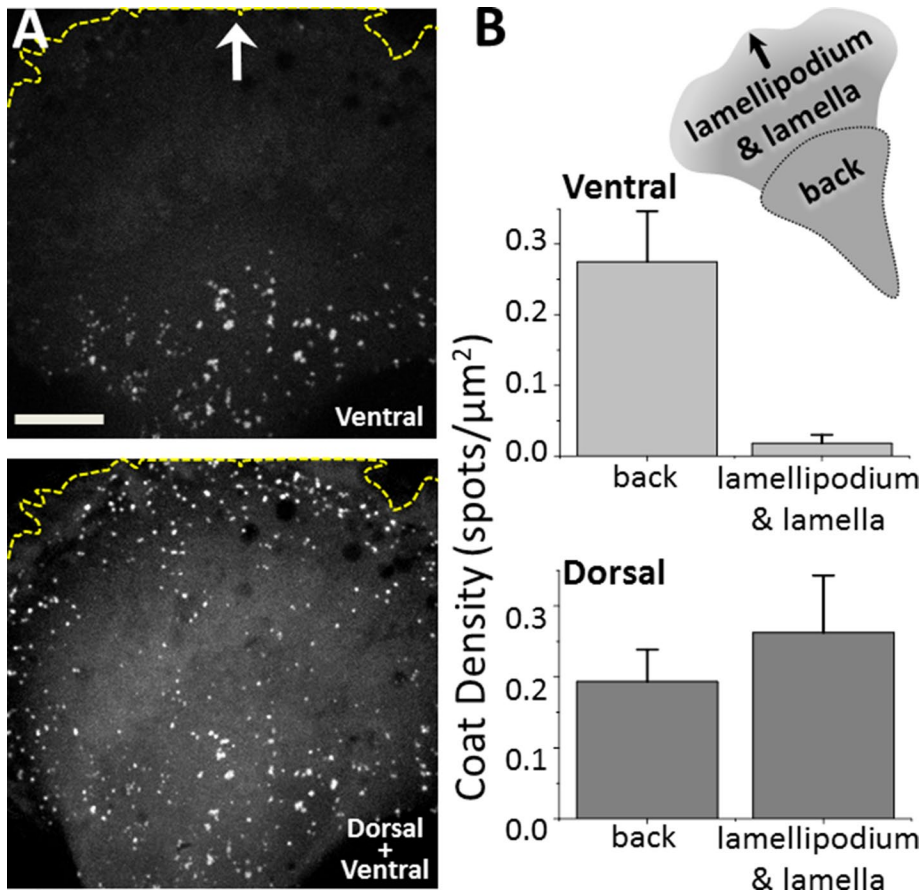 A
Ventral
Dorsal
+
Ventral
B
lamellipodium
& lamella
back
Ventral
Coat Density (spots/μm²)
0.3
0.2
0.1
0.0
back
lamellipodium
& lamella
Dorsal
0.3
0.2
0.1
0.0
back
lamellipodium
& lamella